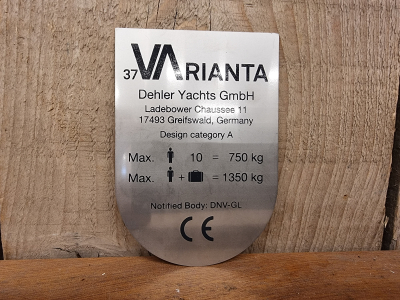 37 VARIANTA
Dehler Yachts GmbH
Ladebower Chaussee 11
17493 Greifswald, Germany
Design category A
Max. 10 = 750 kg
Max. + = 1350 kg
Notified Body: DNV-GL
CE